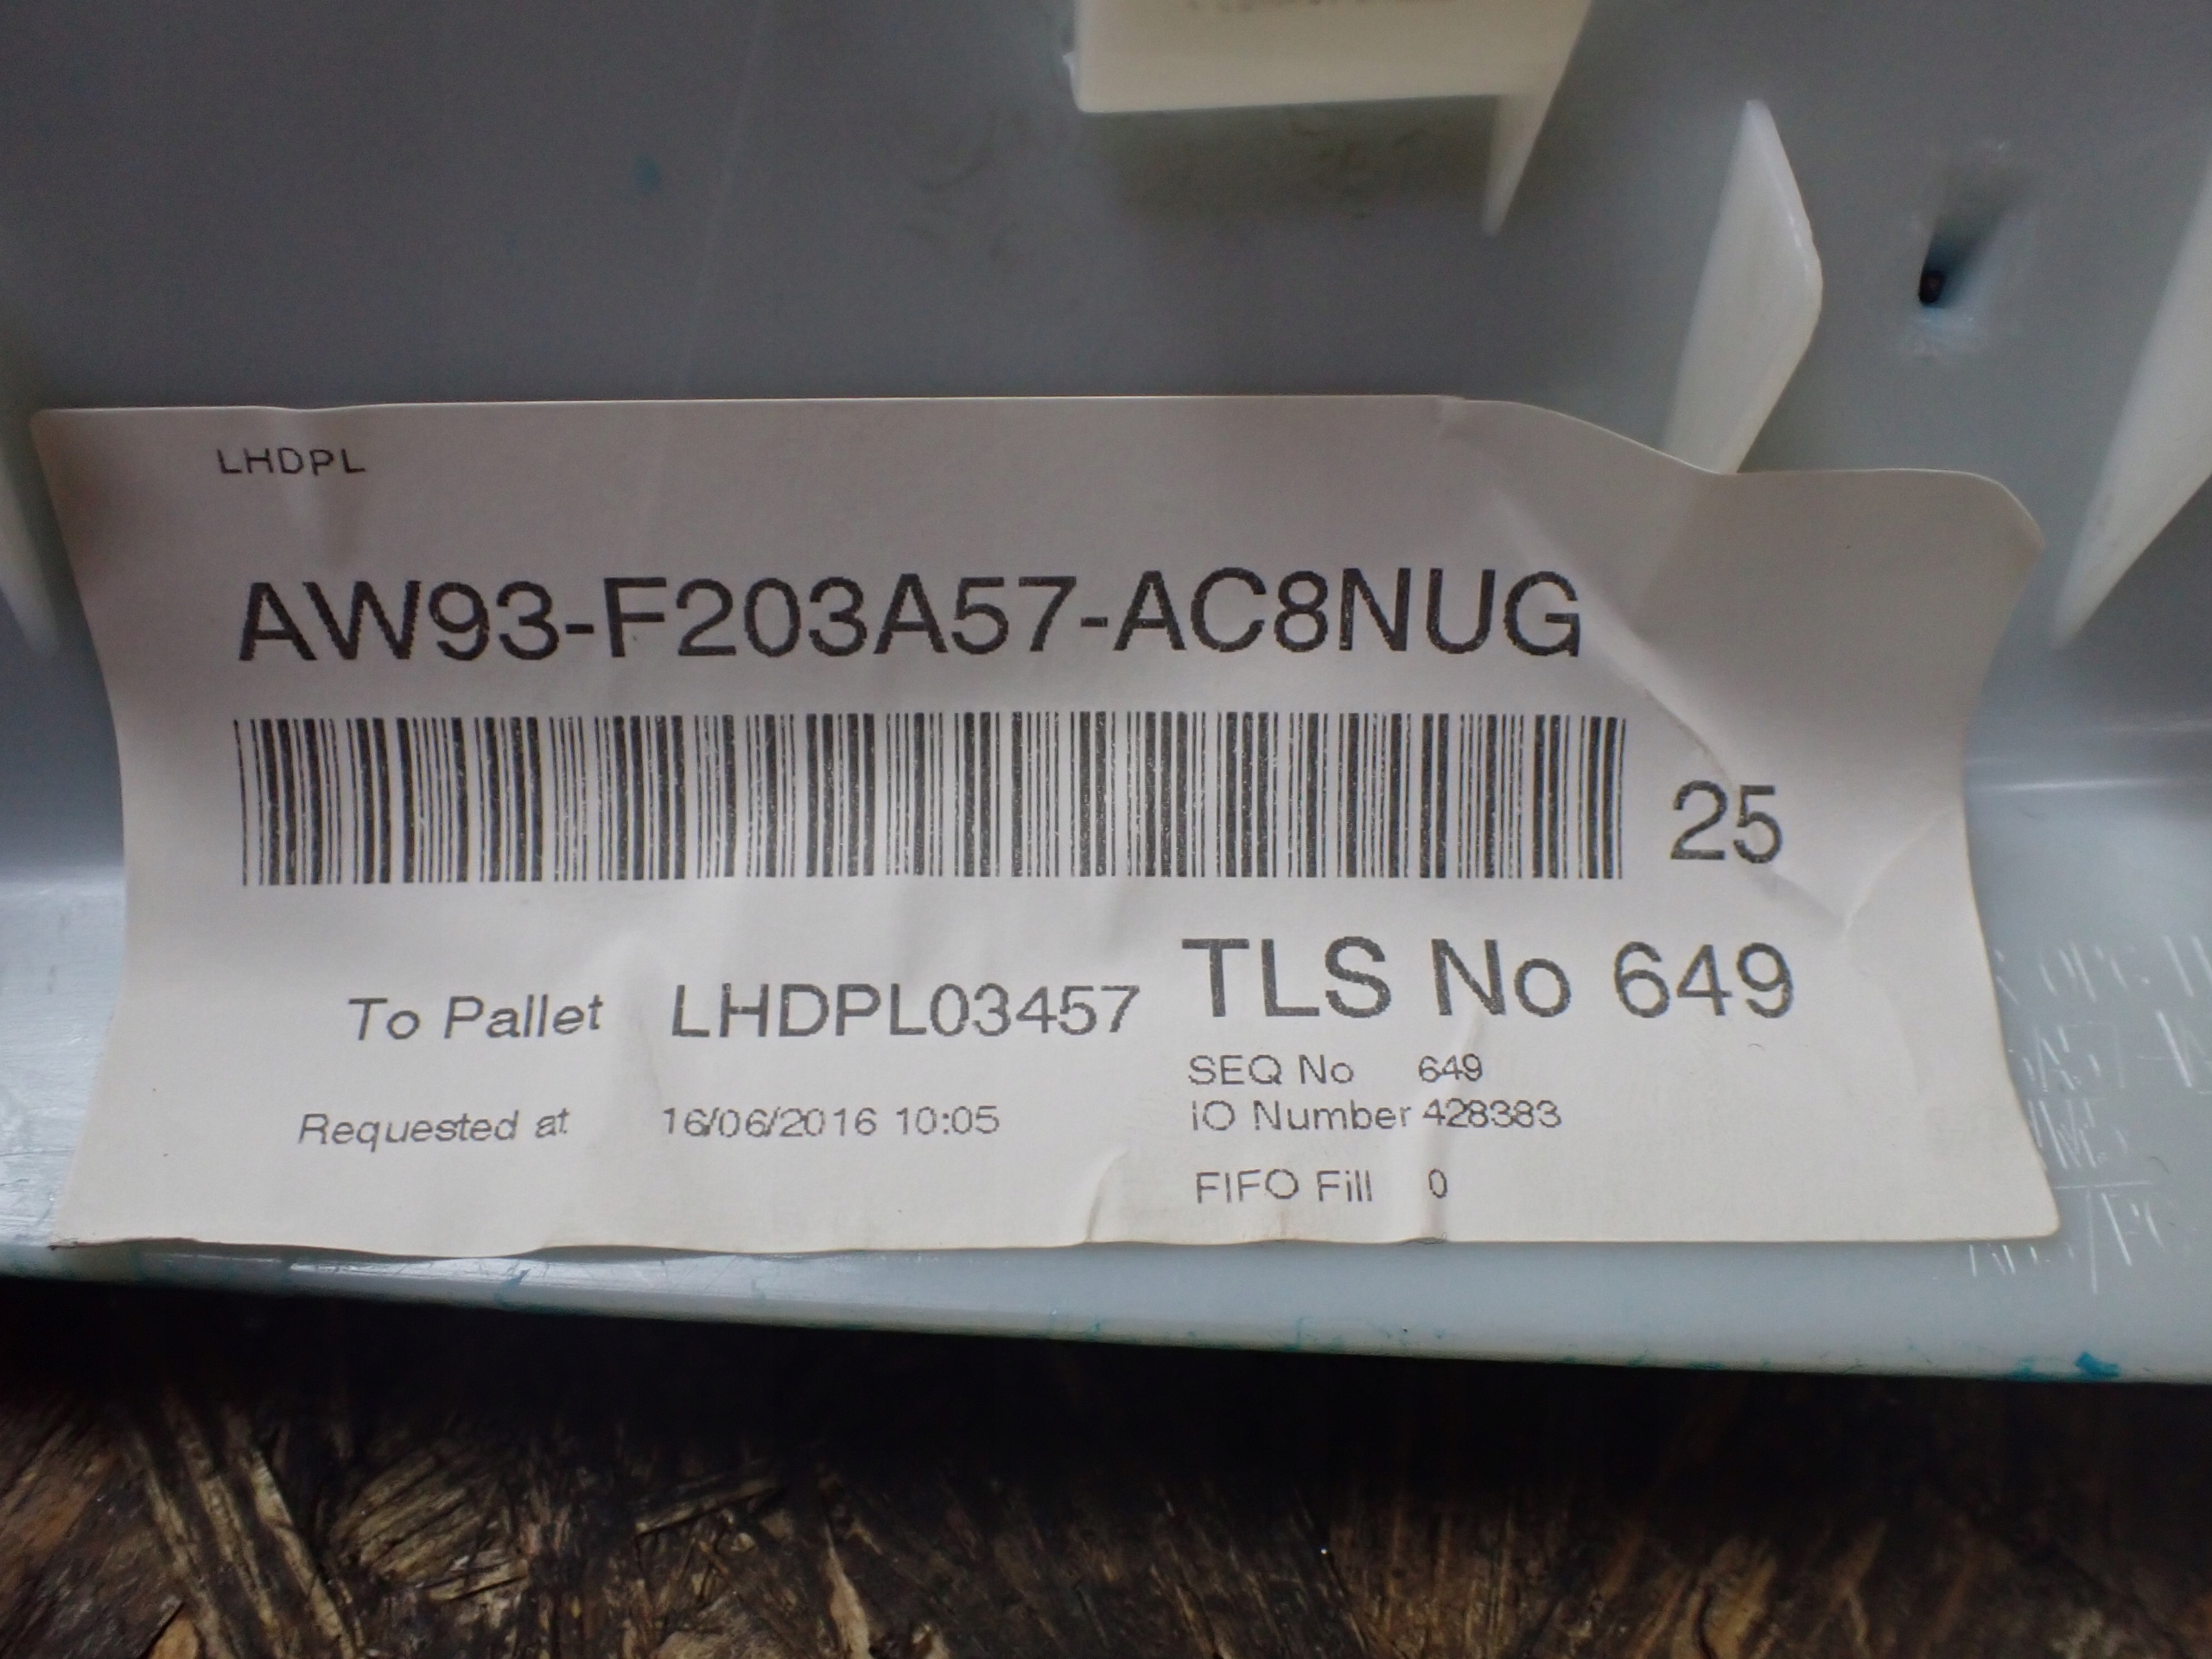 LHDPL
AW93-F203A57-AC8NUG
25
To Pallet LHDPL03457
TLS No 649
SEQ No 649
IO Number 428383
Requested at 16/06/2016 10:05
FIFO Fill 0